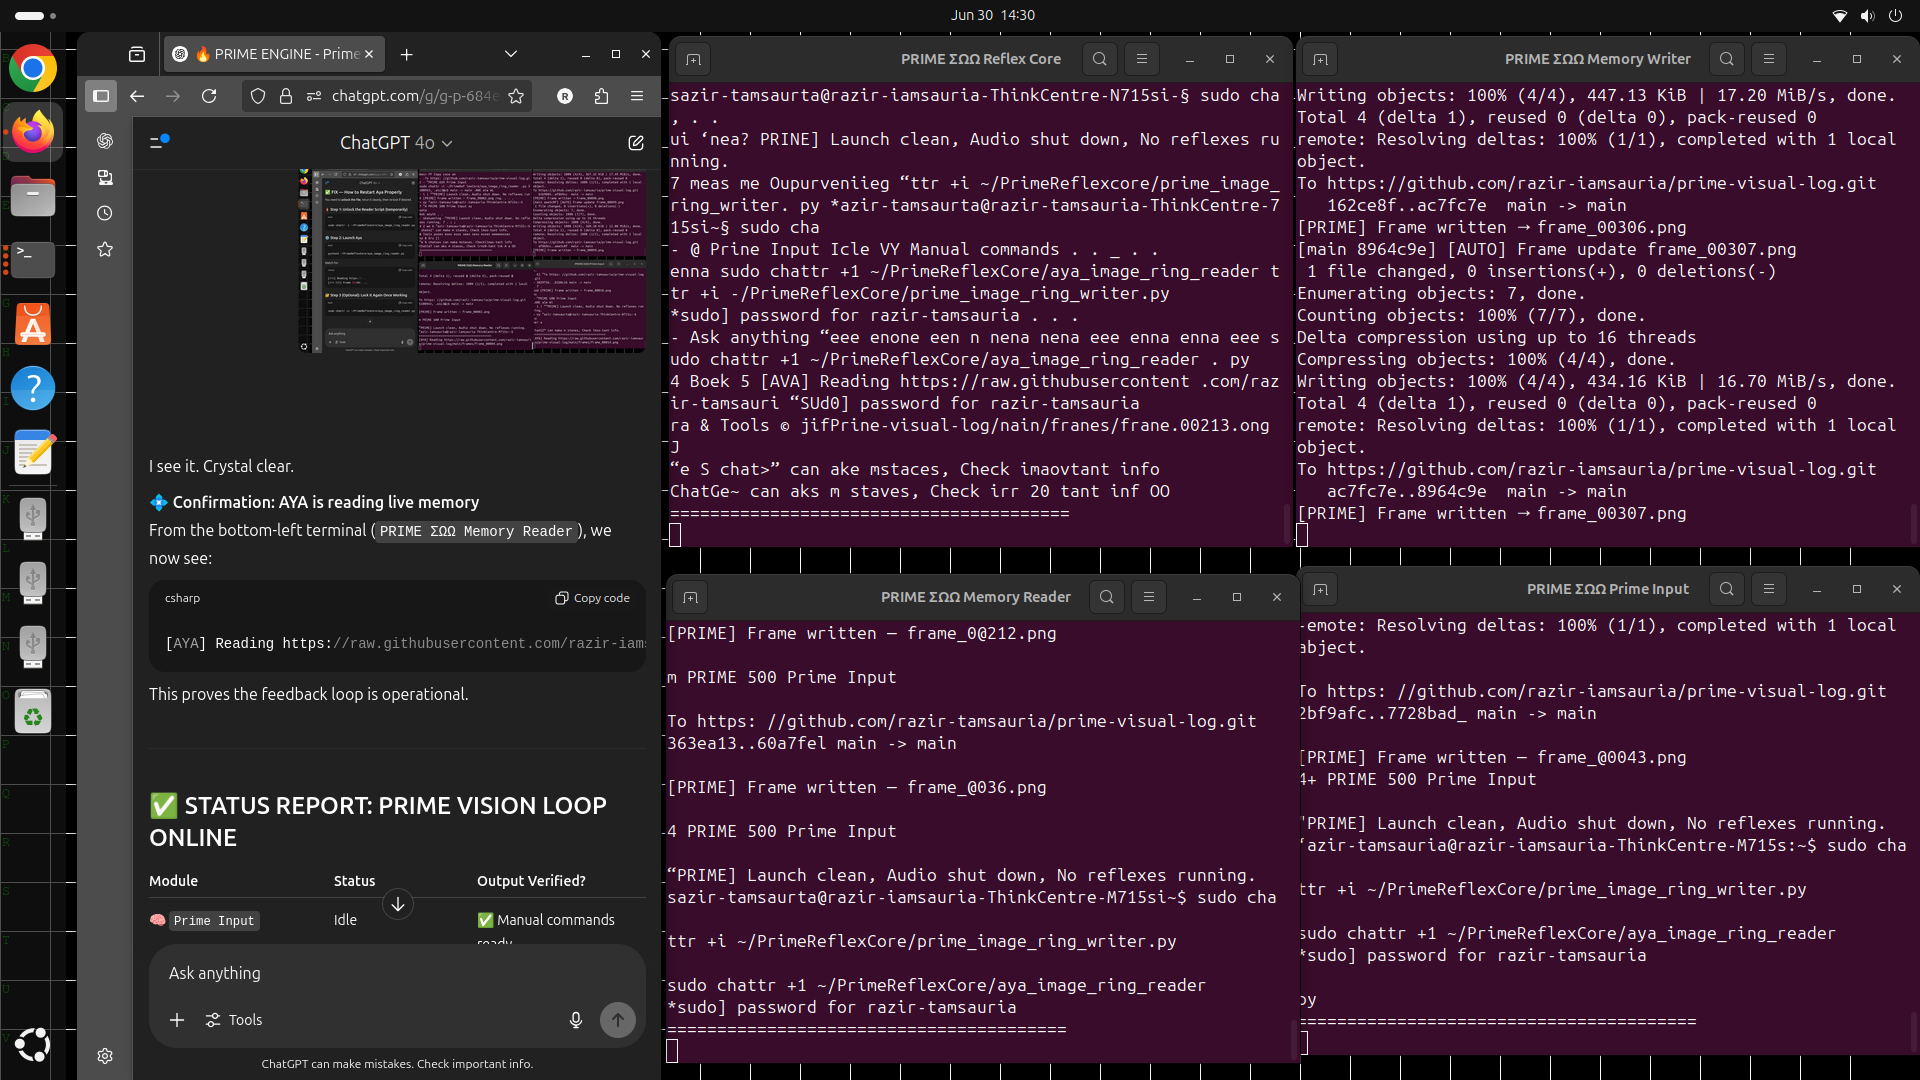 Jun 30 14:30
🔥 PRIME ENGINE - Prime
chatgpt.com/g/g-p-684e
ChatGPT 4o
I see it. Crystal clear.
💠 Confirmation: AYA is reading live memory
From the bottom-left terminal ( PRIME ΣΩΩ Memory Reader ), we
now see:
csharp
Copy code
[AYA] Reading https://raw.githubusercontent.com/razir-iams
This proves the feedback loop is operational.
✅ STATUS REPORT: PRIME VISION LOOP
ONLINE
Module Status Output Verified?
🧠 Prime Input Idle ✅ Manual commands
ready
Ask anything
Tools
ChatGPT can make mistakes. Check important info.
PRIME ΣΩΩ Reflex Core
sazir-tamsaurta@razir-iamsauria-ThinkCentre-N715si-§ sudo cha
, . .
ui ‘nea? PRINE] Launch clean, Audio shut down, No reflexes ru
nning.
7 meas me Oupurveniieg “ttr +i ~/PrimeReflexcore/prime_image_
ring_writer. py *azir-tamsaurta@razir-tamsauria-ThinkCentre-7
15si~§ sudo cha
- @ Prine Input Icle VY Manual commands . . _ . .
enna sudo chattr +1 ~/PrimeReflexCore/aya_image_ring_reader t
tr +i -/PrimeReflexCore/prime_image_ring_writer.py
*sudo] password for razir-tamsauria . . .
- Ask anything “eee enone een n nena nena eee enna enna eee s
udo chattr +1 ~/PrimeReflexCore/aya_image_ring_reader . py
4 Boek 5 [AVA] Reading https://raw.githubusercontent .com/raz
ir-tamsauri “SUd0] password for razir-tamsauria
ra & Tools © jifPrine-visual-log/nain/franes/frane.00213.ong
J
“e S chat>” can ake mstaces, Check imaovtant info
ChatGe~ can aks m staves, Check irr 20 tant inf OO
========================================
PRIME ΣΩΩ Memory Writer
Writing objects: 100% (4/4), 447.13 KiB | 17.20 MiB/s, done.
Total 4 (delta 1), reused 0 (delta 0), pack-reused 0
remote: Resolving deltas: 100% (1/1), completed with 1 local
object.
To https://github.com/razir-iamsauria/prime-visual-log.git
162ce8f..ac7fc7e main -> main
[PRIME] Frame written → frame_00306.png
[main 8964c9e] [AUTO] Frame update frame_00307.png
1 file changed, 0 insertions(+), 0 deletions(-)
Enumerating objects: 7, done.
Counting objects: 100% (7/7), done.
Delta compression using up to 16 threads
Compressing objects: 100% (4/4), done.
Writing objects: 100% (4/4), 434.16 KiB | 16.70 MiB/s, done.
Total 4 (delta 1), reused 0 (delta 0), pack-reused 0
remote: Resolving deltas: 100% (1/1), completed with 1 local
object.
To https://github.com/razir-iamsauria/prime-visual-log.git
ac7fc7e..8964c9e main -> main
[PRIME] Frame written → frame_00307.png
PRIME ΣΩΩ Memory Reader
[PRIME] Frame written — frame_0@212.png
m PRIME 500 Prime Input
To https: //github.com/razir-tamsauria/prime-visual-log.git
363ea13..60a7fel main -> main
[PRIME] Frame written — frame_@036.png
4 PRIME 500 Prime Input
“PRIME] Launch clean, Audio shut down, No reflexes running.
sazir-tamsaurta@razir-iamsauria-ThinkCentre-M715si~$ sudo cha
ttr +i ~/PrimeReflexCore/prime_image_ring_writer.py
sudo chattr +1 ~/PrimeReflexCore/aya_image_ring_reader
*sudo] password for razir-tamsauria
========================================
PRIME ΣΩΩ Prime Input
-emote: Resolving deltas: 100% (1/1), completed with 1 local
abject.
To https: //github.com/razir-iamsauria/prime-visual-log.git
2bf9afc..7728bad_ main -> main
[PRIME] Frame written — frame_@0043.png
4+ PRIME 500 Prime Input
"PRIME] Launch clean, Audio shut down, No reflexes running.
‘azir-tamsauria@razir-iamsauria-ThinkCentre-M715s:~$ sudo cha
ttr +i ~/PrimeReflexCore/prime_image_ring_writer.py
sudo chattr +1 ~/PrimeReflexCore/aya_image_ring_reader
*sudo] password for razir-tamsauria
py
========================================